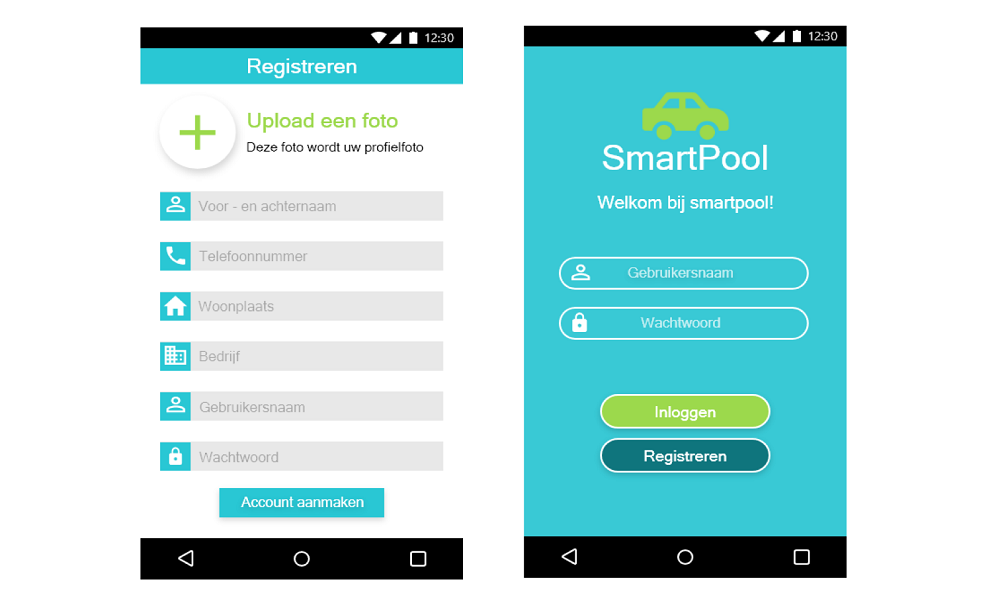 12:30
Registreren
Upload een foto
Deze foto wordt uw profielfoto
Voor - en achternaam
Telefoonnummer
Woonplaats
Bedrijf
Gebruikersnaam
Wachtwoord
Account aanmaken
12:30
SmartPool
Welkom bij smartpool!
Gebruikersnaam
Wachtwoord
Inloggen
Registreren